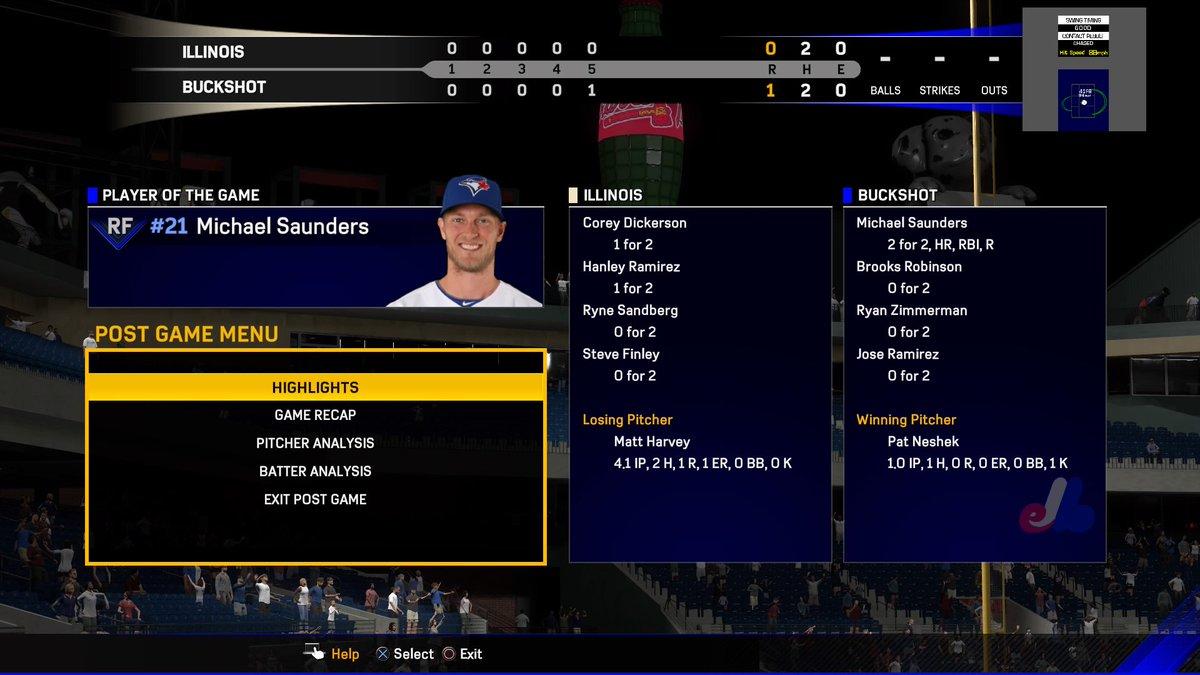 ILLINOIS 0 0 0 0 0 0 2 0
1 2 3 4 5 R H E
BUCKSHOT 0 0 0 0 1 1 2 0
- - -
BALLS STRIKES OUTS
SWING TIMING
GOOD
CHASED
PLAYER OF THE GAME
RF #21 Michael Saunders
POST GAME MENU
HIGHLIGHTS
GAME RECAP
PITCHER ANALYSIS
BATTER ANALYSIS
EXIT POST GAME
ILLINOIS
Corey Dickerson
1 for 2
Hanley Ramirez
1 for 2
Ryne Sandberg
0 for 2
Steve Finley
0 for 2
Losing Pitcher
Matt Harvey
4.1 IP, 2 H, 1 R, 1 ER, 0 BB, 0 K
BUCKSHOT
Michael Saunders
2 for 2, HR, RBI, R
Brooks Robinson
0 for 2
Ryan Zimmerman
0 for 2
Jose Ramirez
0 for 2
Winning Pitcher
Pat Neshek
1.0 IP, 1 H, 0 R, 0 ER, 0 BB, 1 K
Help Select Exit